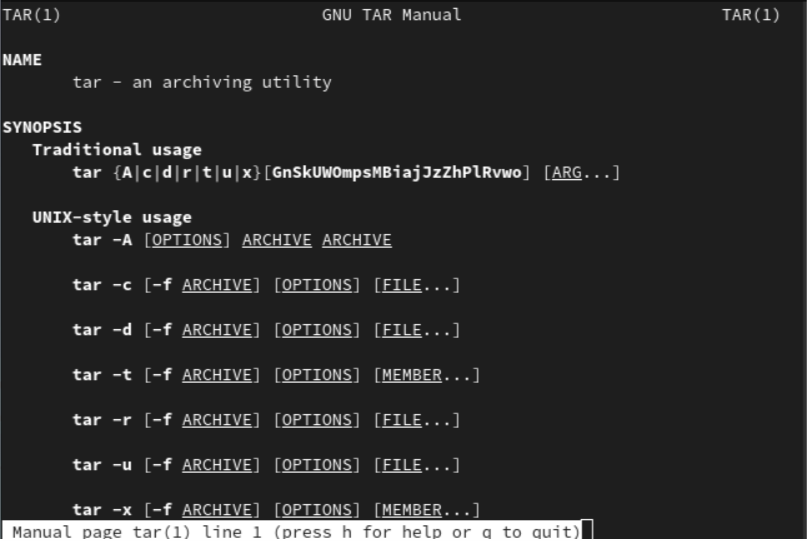 TAR(1) GNU TAR Manual TAR(1)
NAME
tar – an archiving utility
SYNOPSIS
Traditional usage
tar {A|c|d|r|t|u|x}[GnSkUWOmpsMBiajJzZhPlRvwo] [ARG...]
UNIX–style usage
tar –A [OPTIONS] ARCHIVE ARCHIVE
tar –c [–f ARCHIVE] [OPTIONS] [FILE...]
tar –d [–f ARCHIVE] [OPTIONS] [FILE...]
tar –t [–f ARCHIVE] [OPTIONS] [MEMBER...]
tar –r [–f ARCHIVE] [OPTIONS] [FILE...]
tar –u [–f ARCHIVE] [OPTIONS] [FILE...]
tar –x [–f ARCHIVE] [OPTIONS] [MEMBER...]
Manual page tar(1) line 1 (press h for help or q to quit)